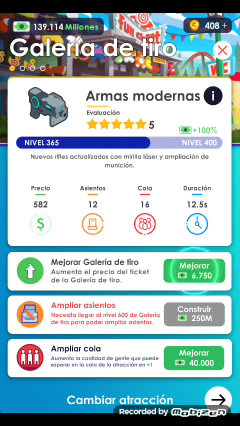 139.114 Millones
408 +
Galería de tiro
Armas modernas
i
Evaluación
5
+100%
NIVEL 365
NIVEL 400
Nuevos rifles actualizados con mirilla láser y ampliación de
munición.
Precio
Asientos
Cola
Duración
582
12
16
12.5s
Mejorar Galería de tiro
Aumenta el precio del ticket
de la Galería de tiro.
Mejorar
6.750
Ampliar asientos
Necesita llegar al nivel 600 de Galería
de tiro para poder ampliar asientos.
Construir
250M
Ampliar cola
Aumenta la cantidad de gente que puede
esperar en la cola de la atracción en +1
Mejorar
40.000
Cambiar atracción
Recorded by Mobizen